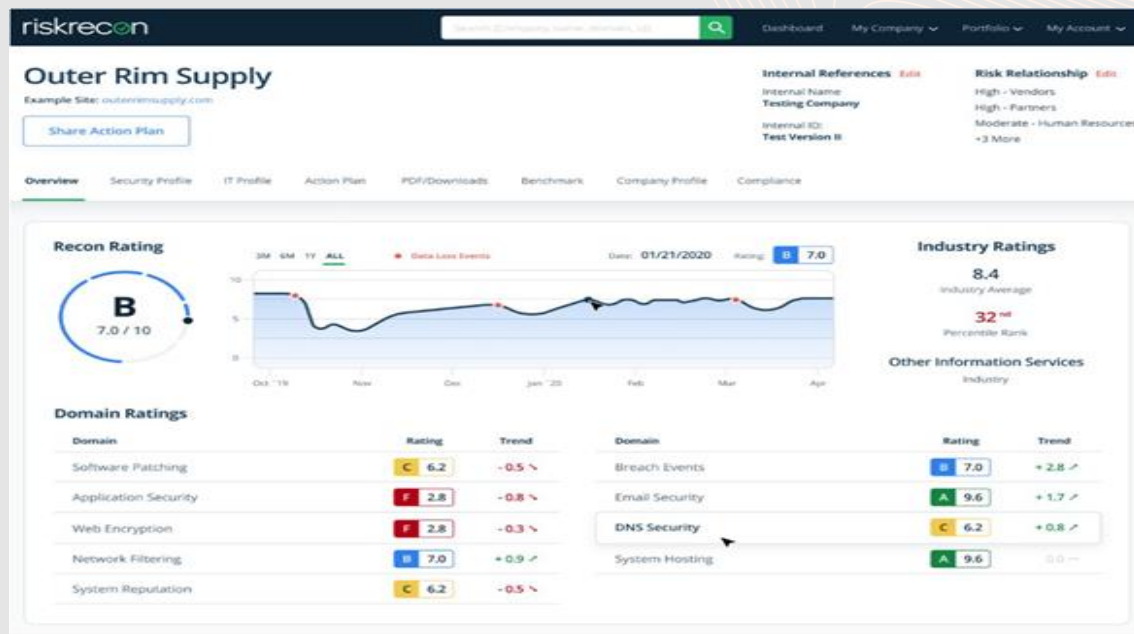 riskrecon
Dashboard My Company Portfolio My Account
Outer Rim Supply
Example Site: outerrimsupply.com
Share Action Plan
Internal References Edit
Internal Name
Testing Company
Internal ID:
Test Version II
Risk Relationship Edit
High - Vendors
High - Partners
Moderate - Human Resources
+3 More
Overview Security Profile IT Profile Action Plan PDF/Downloads Benchmark Company Profile Compliance
Recon Rating
B
7.0 / 10
3M 6M 1Y ALL Data Loss Events Date: 01/21/2020 Rating: B 7.0
10
5
0
Oct '19 Nov Dec Jan '20 Feb Mar Apr
Industry Ratings
8.4
Industry Average
32nd
Percentile Rank
Other Information Services
Industry
Domain Ratings
Domain Rating Trend
Software Patching C 6.2 -0.5
Application Security F 2.8 -0.8
Web Encryption F 2.8 -0.3
Network Filtering B 7.0 +0.9
System Reputation C 6.2 -0.5
Domain Rating Trend
Breach Events B 7.0 +2.8
Email Security A 9.6 +1.7
DNS Security C 6.2 +0.8
System Hosting A 9.6 0.0